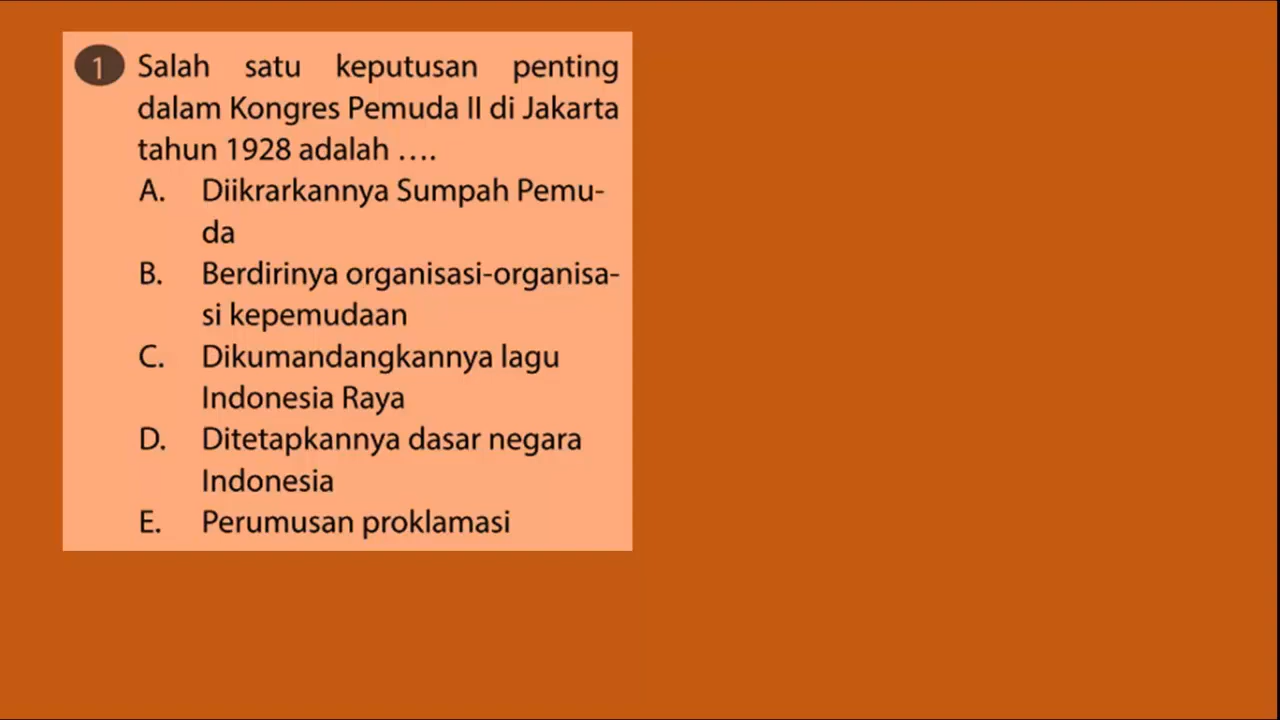 1 Salah satu keputusan penting
dalam Kongres Pemuda II di Jakarta
tahun 1928 adalah ....
A. Diikrarkannya Sumpah Pemu-
da
B. Berdirinya organisasi-organisa-
si kepemudaan
C. Dikumandangkannya lagu
Indonesia Raya
D. Ditetapkannya dasar negara
Indonesia
E. Perumusan proklamasi